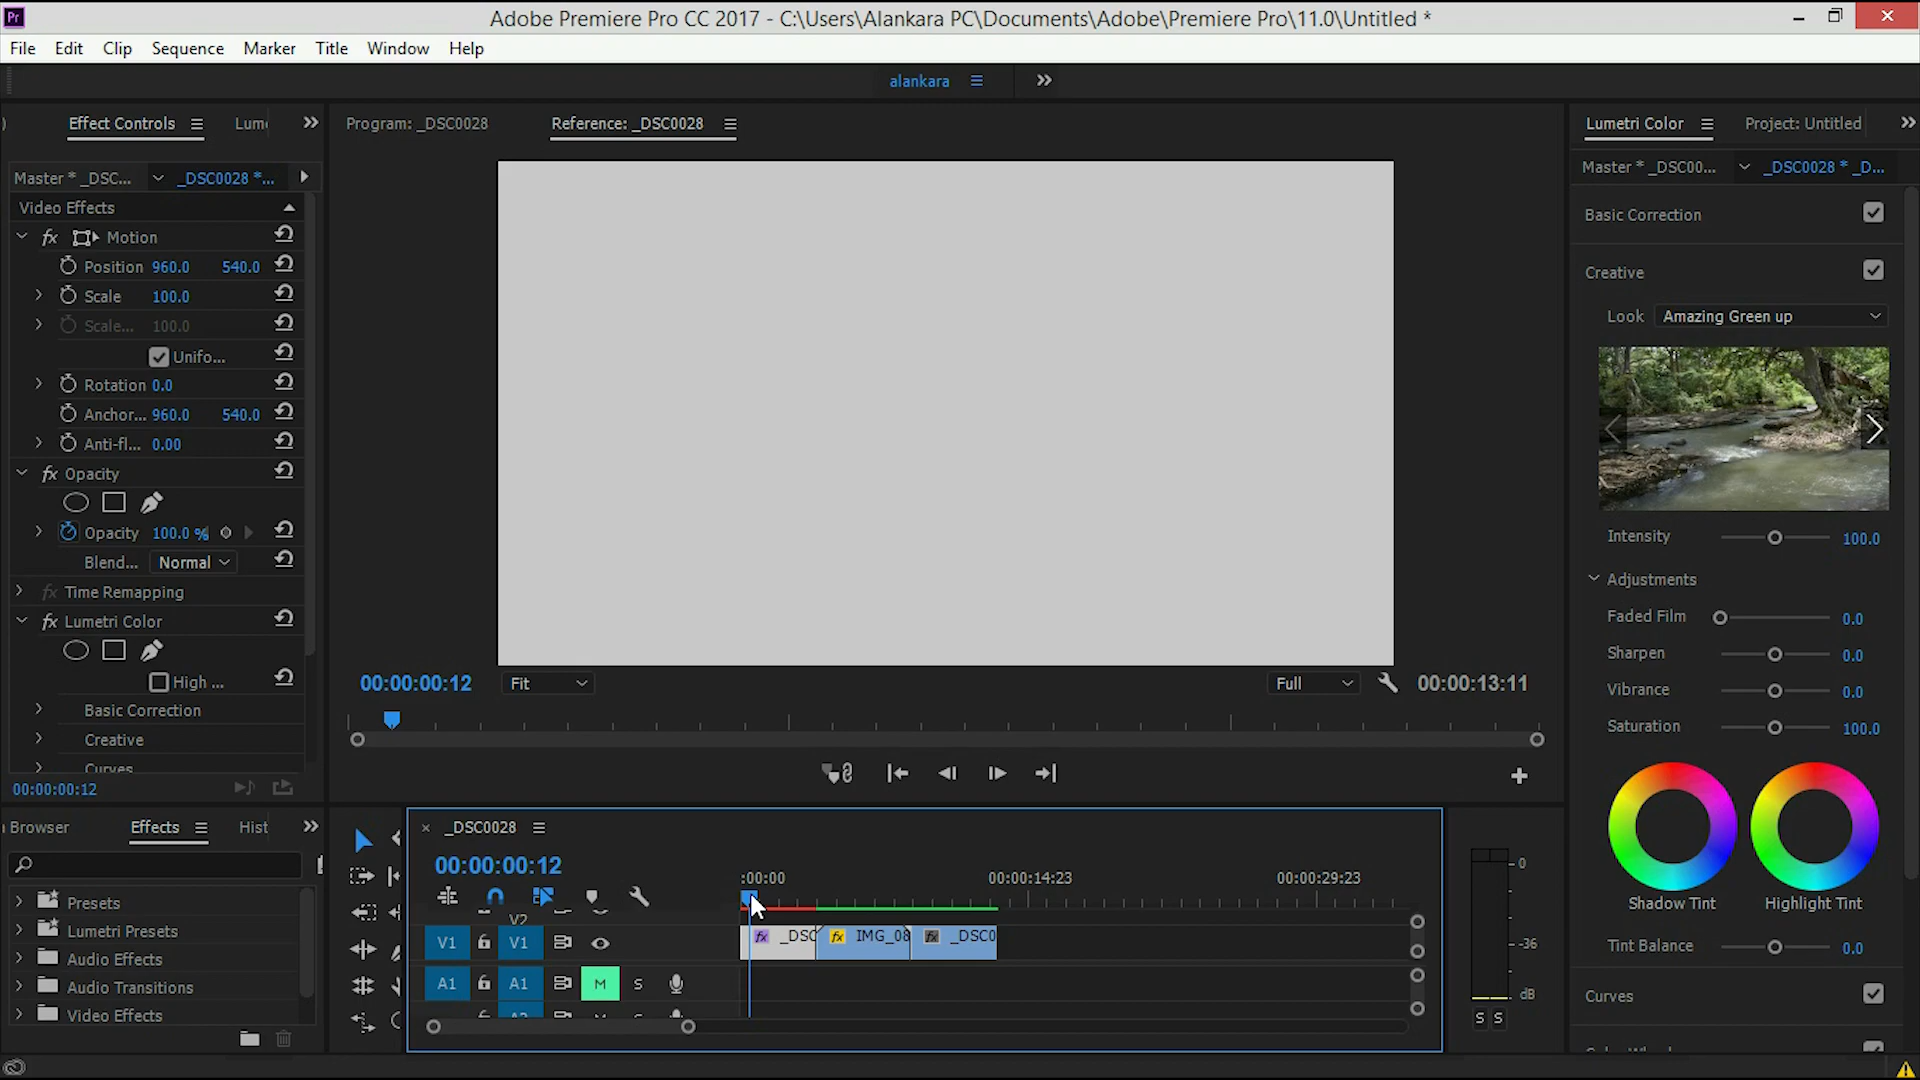 Pr Adobe Premiere Pro CC 2017 - C:\Users\Alankara PC\Documents\Adobe\Premiere Pro\11.0\Untitled *
File Edit Clip Sequence Marker Title Window Help
alankara
Effect Controls Lum
Program: _DSC0028
Reference: _DSC0028
Lumetri Color
Project: Untitled
Master * _DSC... _DSC0028 *...
Video Effects
fx Motion
Position 960.0 540.0
Scale 100.0
Scale... 100.0
Unifo...
Rotation 0.0
Anchor... 960.0 540.0
Anti-fl... 0.00
fx Opacity
Opacity 100.0 %
Blend... Normal
fx Time Remapping
fx Lumetri Color
High ...
Basic Correction
Creative
Curves
00:00:00:12
00:00:00:12 Fit Full 00:00:13:11
Master * _DSC00... _DSC0028 * _D...
Basic Correction
Creative
Look Amazing Green up
Intensity 100.0
Adjustments
Faded Film 0.0
Sharpen 0.0
Vibrance 0.0
Saturation 100.0
Shadow Tint Highlight Tint
Tint Balance 0.0
Curves
Browser Effects Hist
Presets
Lumetri Presets
Audio Effects
Audio Transitions
Video Effects
× _DSC0028
00:00:00:12
:00:00 00:00:14:23 00:00:29:23
V2
V1 V1 fx _DSC fx IMG_08 fx _DSC0
A1 A1 M S
0
-36
dB
S S